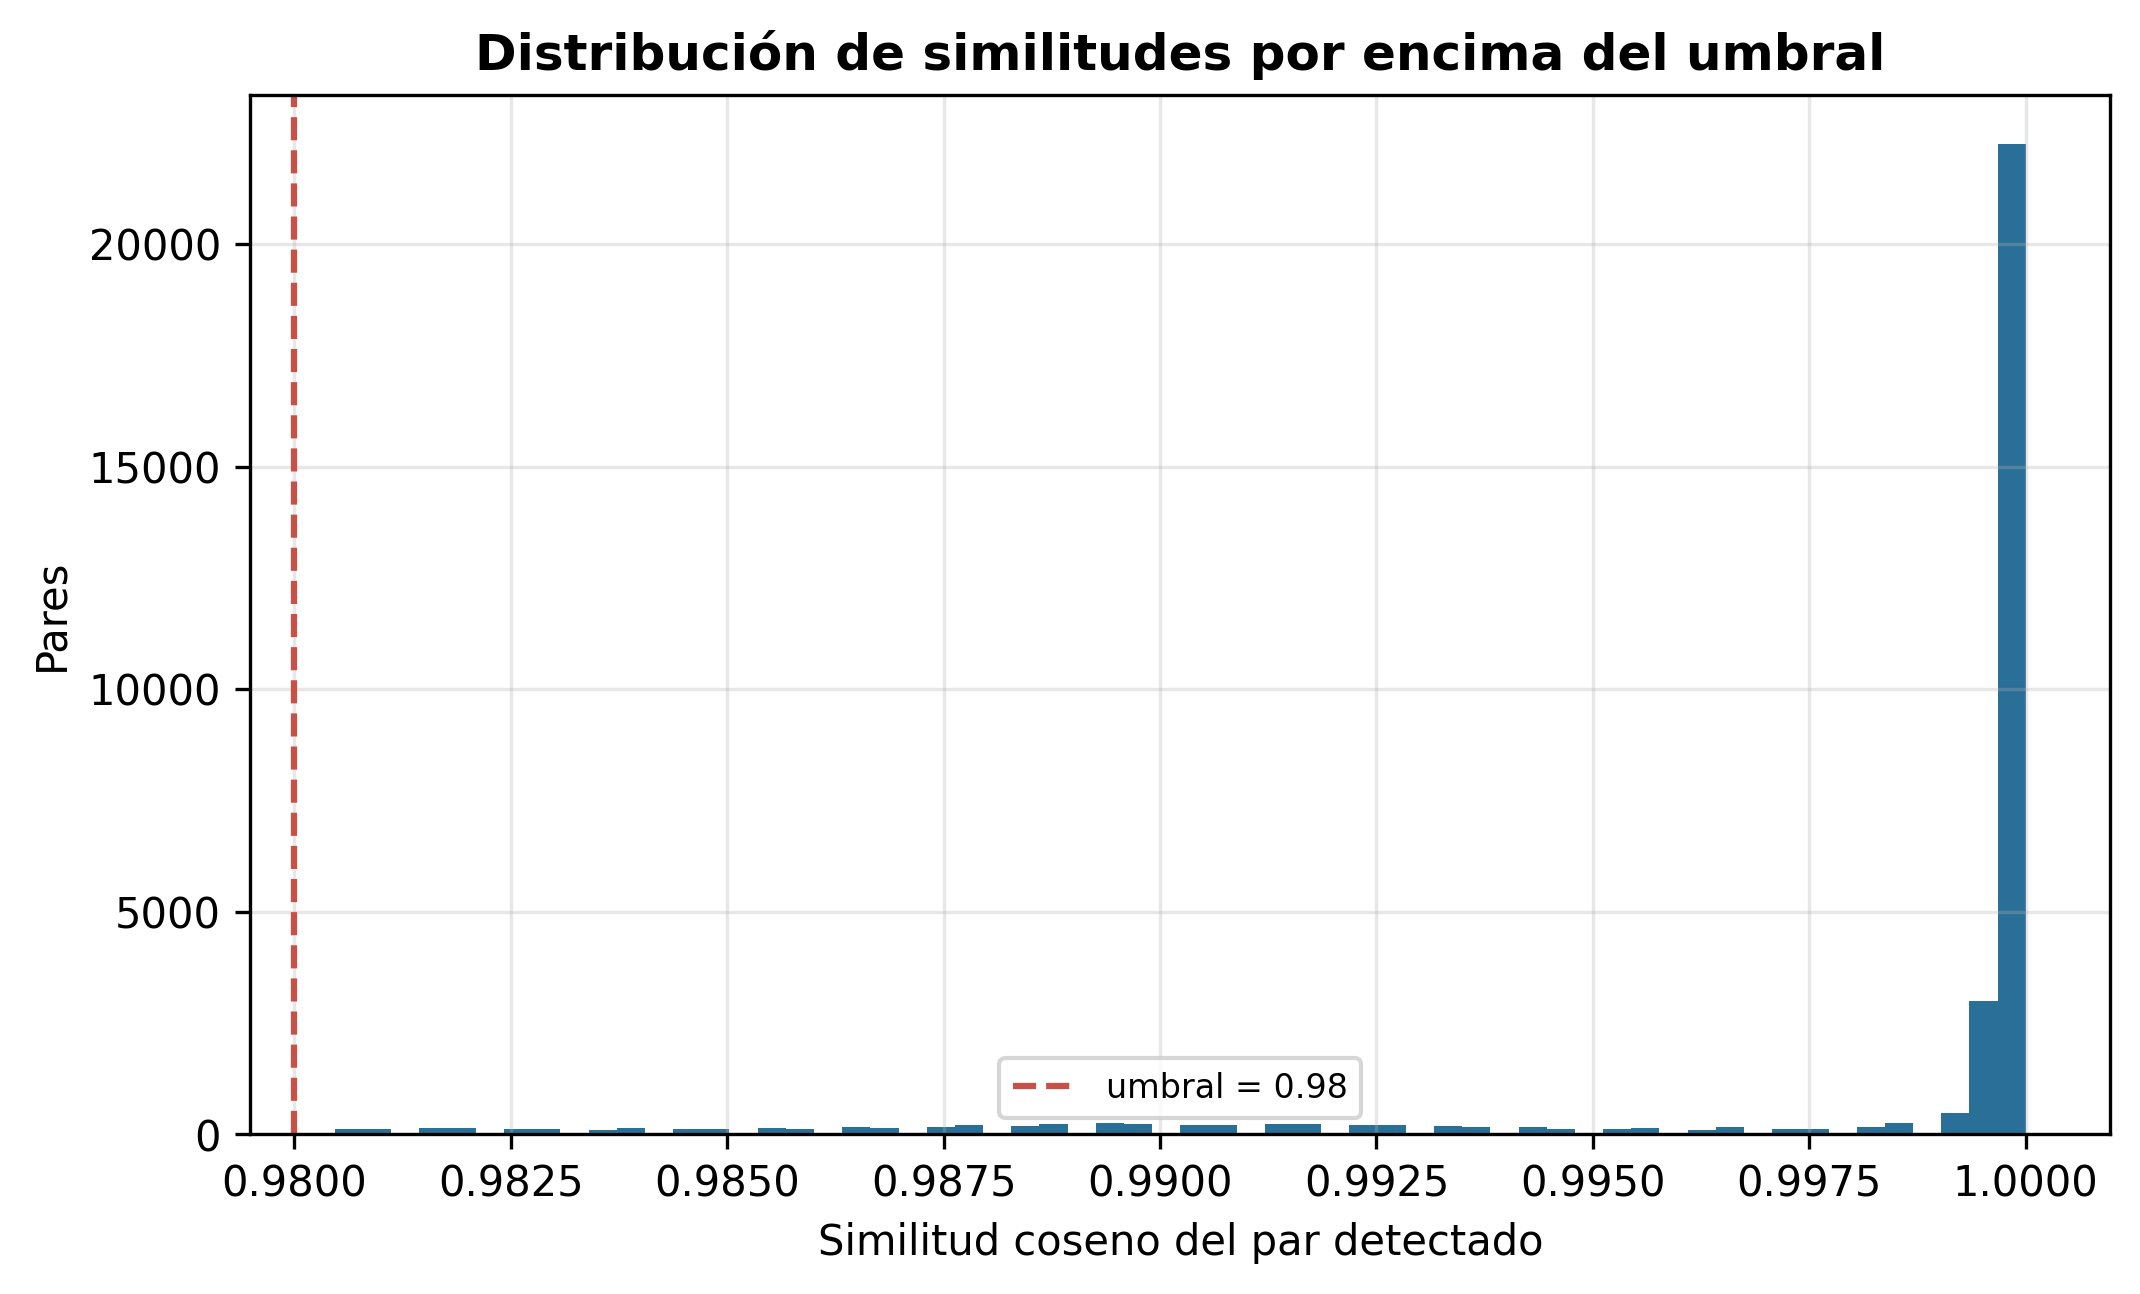 Distribución de similitudes por encima del umbral
Pares
20000
15000
10000
5000
0
umbral = 0.98
0.9800 0.9825 0.9850 0.9875 0.9900 0.9925 0.9950 0.9975 1.0000
Similitud coseno del par detectado